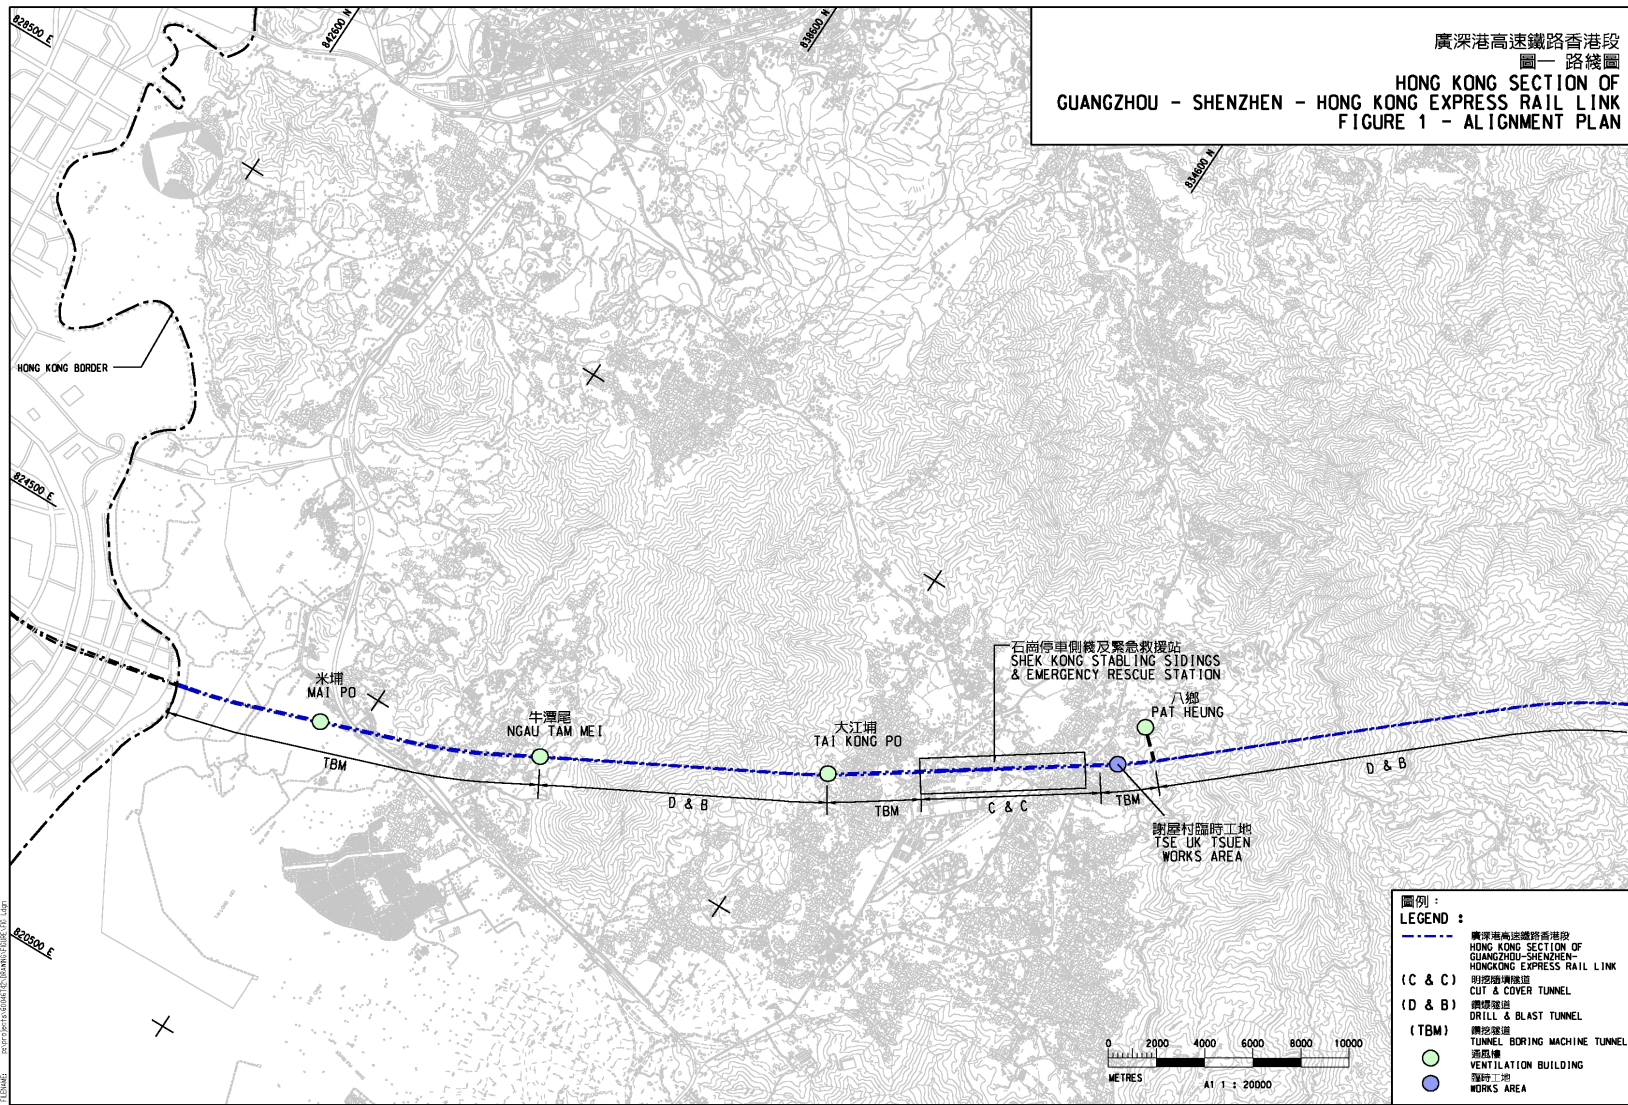 廣深港高速鐵路香港段
圖一 路綫圖
HONG KONG SECTION OF
GUANGZHOU - SHENZHEN - HONG KONG EXPRESS RAIL LINK
FIGURE 1 - ALIGNMENT PLAN
828500 E
842600 N
838600 N
834600 N
HONG KONG BORDER
824500 E
米埔
MAI PO
牛潭尾
NGAU TAM MEI
大江埔
TAI KONG PO
石崗停車側綫及緊急救援站
SHEK KONG STABLING SIDINGS
& EMERGENCY RESCUE STATION
八鄉
PAT HEUNG
TBM
D & B
TBM
C & C
TBM
D & B
謝屋村臨時工地
TSE UK TSUEN
WORKS AREA
820500 E
圖例：
LEGEND :
廣深港高速鐵路香港段
HONG KONG SECTION OF
GUANGZHOU-SHENZHEN-
HONGKONG EXPRESS RAIL LINK
(C & C) 明挖隨填隧道
CUT & COVER TUNNEL
(D & B) 鑽爆隧道
DRILL & BLAST TUNNEL
(TBM) 鑽挖隧道
TUNNEL BORING MACHINE TUNNEL
通風樓
VENTILATION BUILDING
臨時工地
WORKS AREA
0 2000 4000 6000 8000 10000
METRES
A1 1 : 20000
FILENAME: